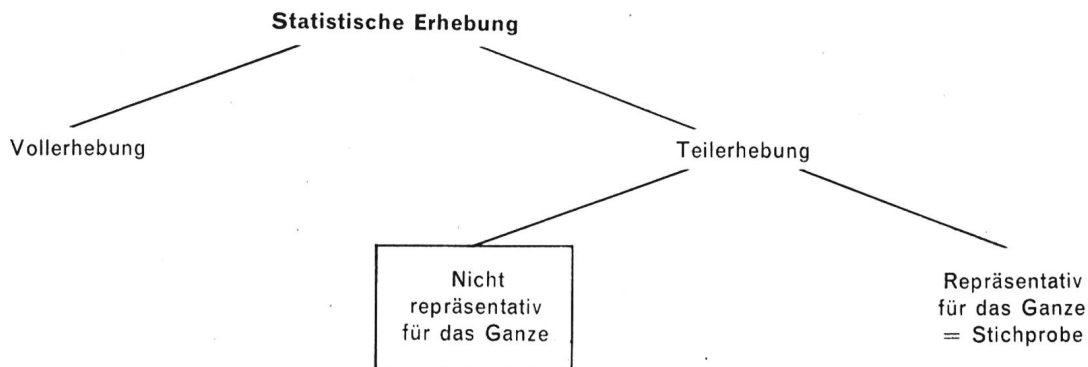 Statistische Erhebung
Vollerhebung
Teilerhebung
Nicht
repräsentativ
für das Ganze
Repräsentativ
für das Ganze
= Stichprobe